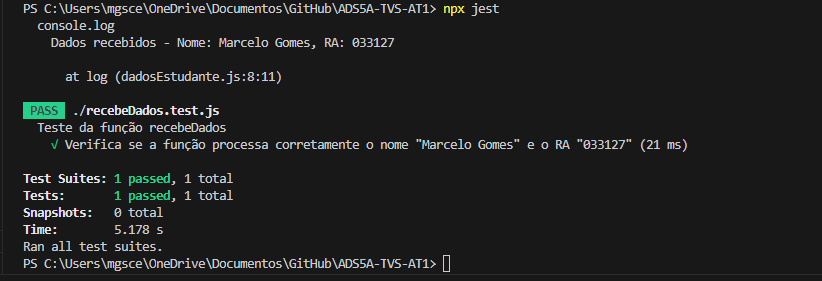 PS C:\Users\mgsce\OneDrive\Documentos\GitHub\ADS5A-TVS-AT1> npx jest
console.log
Dados recebidos - Nome: Marcelo Gomes, RA: 033127
at log (dadosEstudante.js:8:11)
PASS ./recebeDados.test.js
Teste da função recebeDados
√ Verifica se a função processa corretamente o nome "Marcelo Gomes" e o RA "033127" (21 ms)
Test Suites: 1 passed, 1 total
Tests: 1 passed, 1 total
Snapshots: 0 total
Time: 5.178 s
Ran all test suites.
PS C:\Users\mgsce\OneDrive\Documentos\GitHub\ADS5A-TVS-AT1>